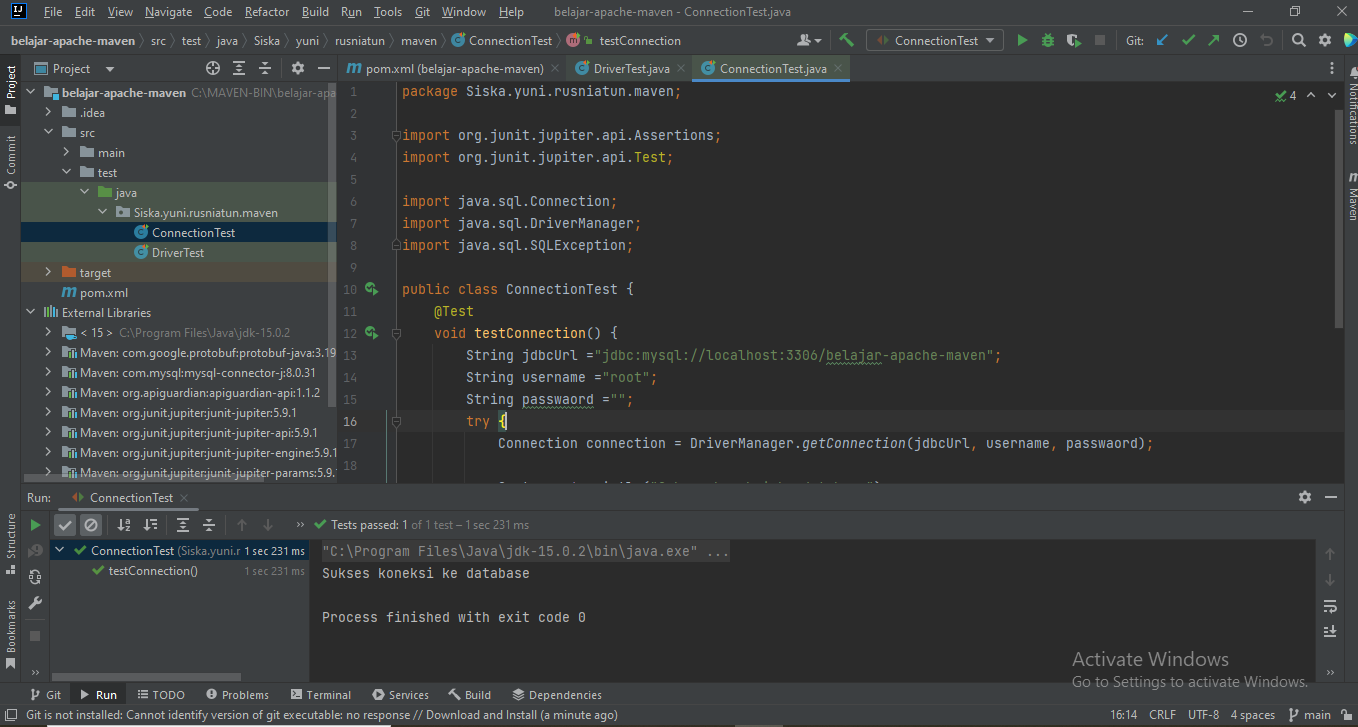 File Edit View Navigate Code Refactor Build Run Tools Git Window Help belajar-apache-maven - ConnectionTest.java
belajar-apache-maven src test java Siska yuni rusniatun maven ConnectionTest testConnection ConnectionTest Git:
Project
pom.xml (belajar-apache-maven) DriverTest.java ConnectionTest.java
Project
Commit
Structure
Bookmarks
Notifications
Maven
belajar-apache-maven C:\MAVEN-BIN\belajar-apa
.idea
src
main
test
java
Siska.yuni.rusniatun.maven
ConnectionTest
DriverTest
target
pom.xml
External Libraries
< 15 > C:\Program Files\Java\jdk-15.0.2
Maven: com.google.protobuf:protobuf-java:3.19
Maven: com.mysql:mysql-connector-j:8.0.31
Maven: org.apiguardian:apiguardian-api:1.1.2
Maven: org.junit.jupiter:junit-jupiter:5.9.1
Maven: org.junit.jupiter:junit-jupiter-api:5.9.1
Maven: org.junit.jupiter:junit-jupiter-engine:5.9.1
Maven: org.junit.jupiter:junit-jupiter-params:5.9.
1 package Siska.yuni.rusniatun.maven;
4
2
3 import org.junit.jupiter.api.Assertions;
4 import org.junit.jupiter.api.Test;
5
6 import java.sql.Connection;
7 import java.sql.DriverManager;
8 import java.sql.SQLException;
9
10 public class ConnectionTest {
11 @Test
12 void testConnection() {
13 String jdbcUrl ="jdbc:mysql://localhost:3306/belajar-apache-maven";
14 String username ="root";
15 String passwaord ="";
16 try {
17 Connection connection = DriverManager.getConnection(jdbcUrl, username, passwaord);
18
Run: ConnectionTest
Tests passed: 1 of 1 test – 1 sec 231 ms
ConnectionTest (Siska.yuni.r 1 sec 231 ms
testConnection() 1 sec 231 ms
"C:\Program Files\Java\jdk-15.0.2\bin\java.exe" ...
Sukses koneksi ke database
Process finished with exit code 0
Activate Windows
Go to Settings to activate Windows.
Git Run TODO Problems Terminal Services Build Dependencies
Git is not installed: Cannot identify version of git executable: no response // Download and Install (a minute ago) 16:14 CRLF UTF-8 4 spaces main